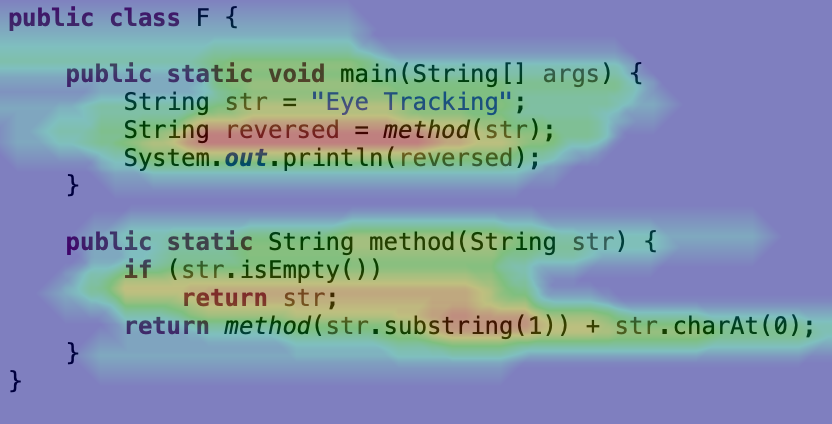 public class F {
public static void main(String[] args) {
String str = "Eye Tracking";
String reversed = method(str);
System.out.println(reversed);
}
public static String method(String str) {
if (str.isEmpty())
return str;
return method(str.substring(1)) + str.charAt(0);
}
}